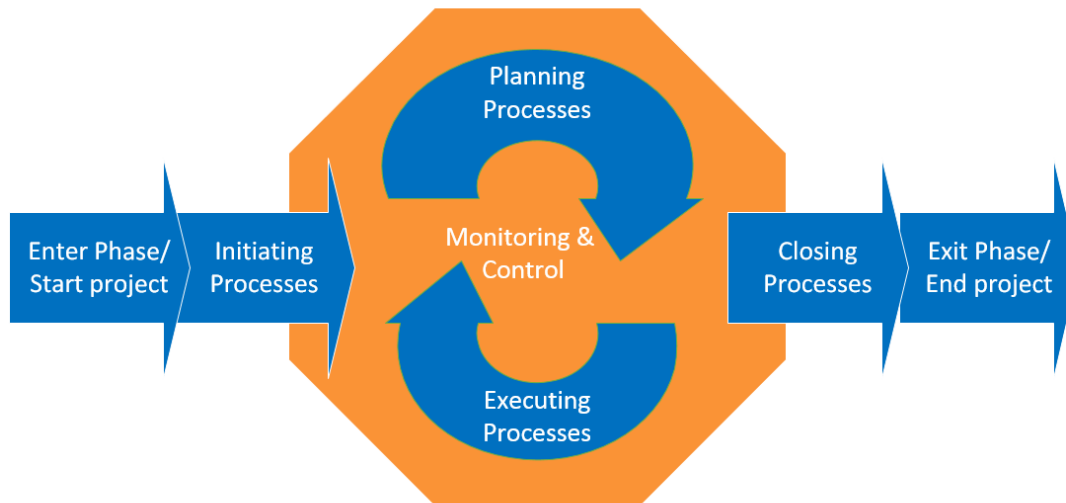 Planning
Processes
Enter Phase/
Start project
Initiating
Processes
Monitoring &
Control
Closing
Processes
Exit Phase/
End project
Executing
Processes